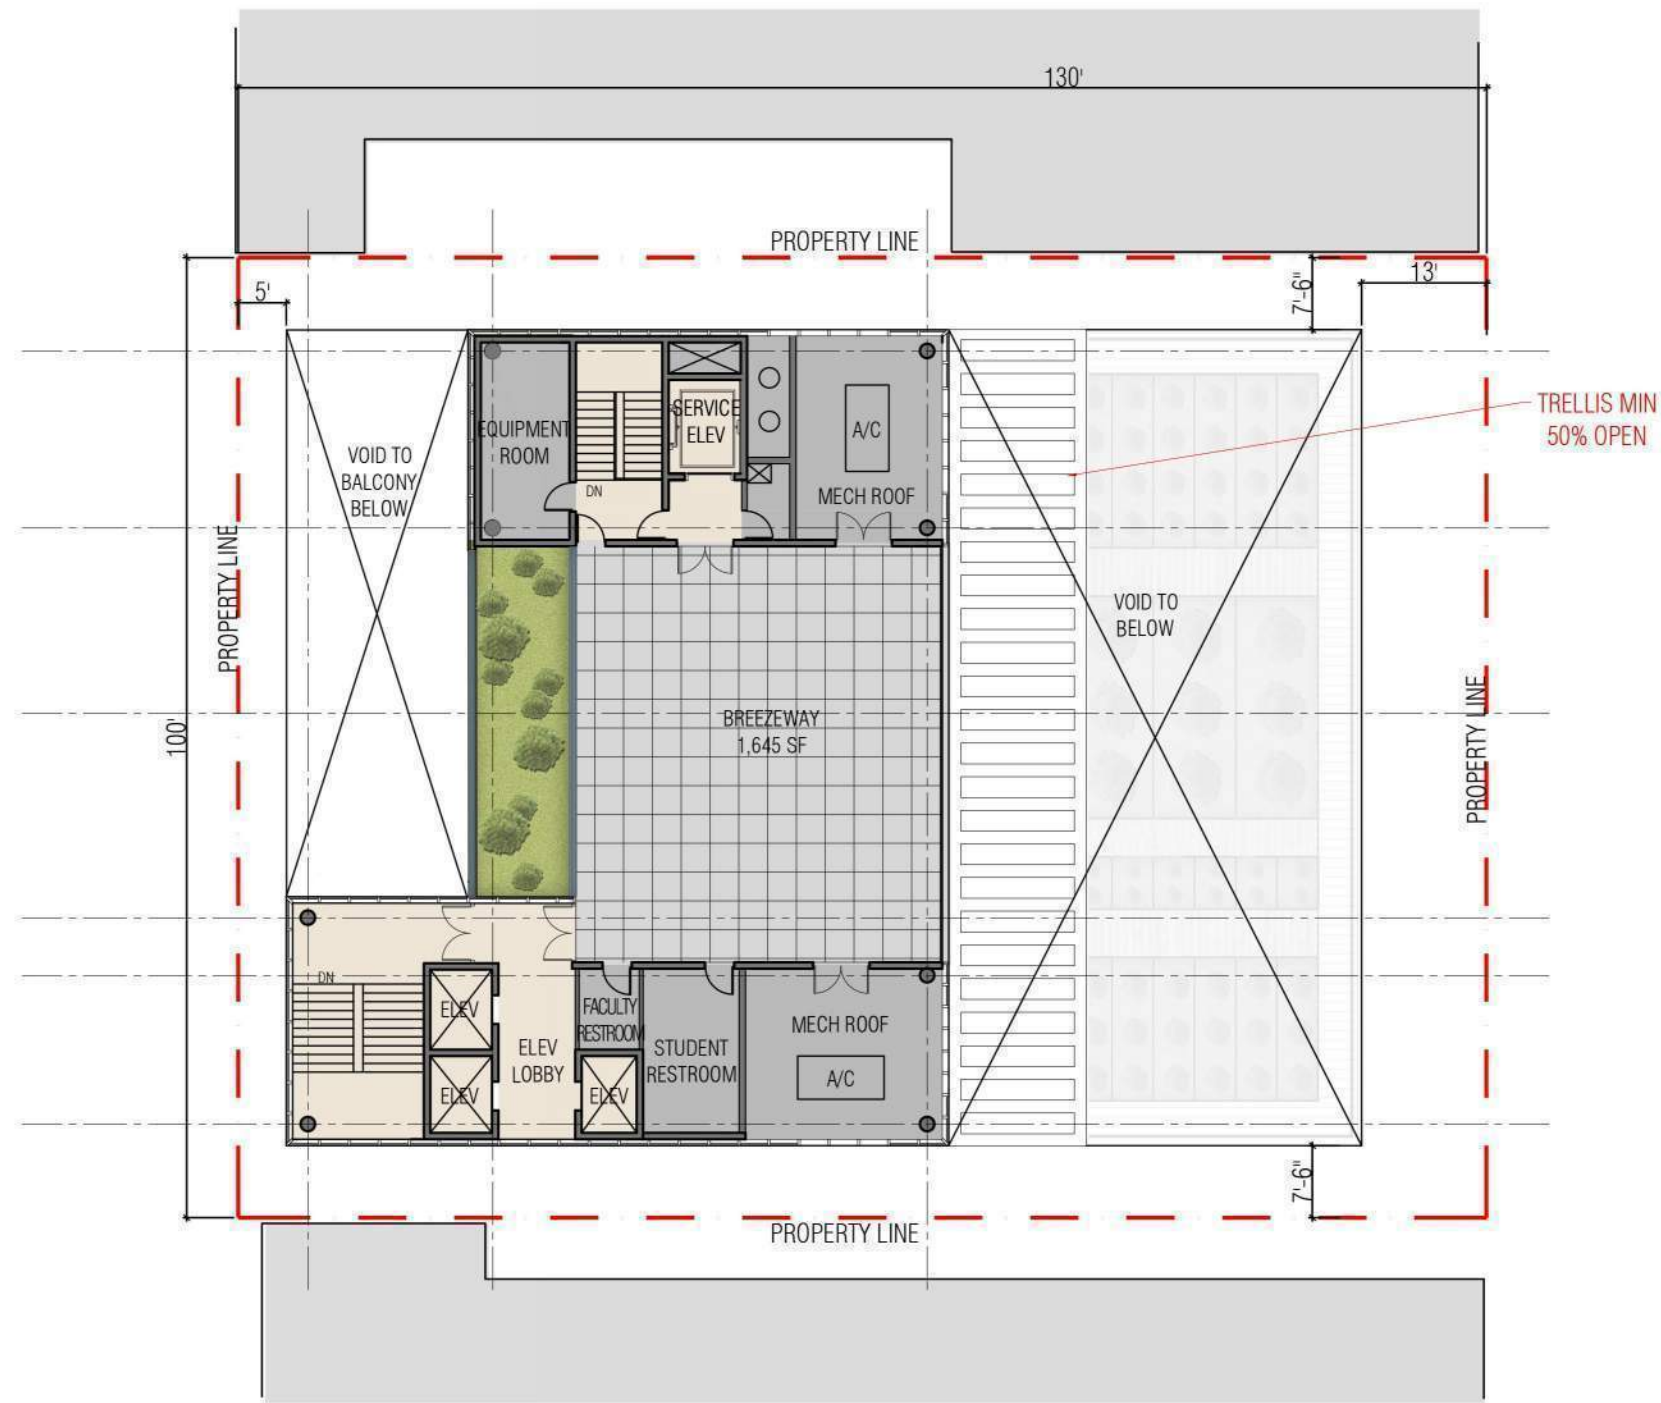 130'
PROPERTY LINE
5'
7'-6"
13'
TRELLIS MIN
50% OPEN
SERVICE
ELEV
A/C
EQUIPMENT
ROOM
VOID TO
BALCONY
BELOW
DN
MECH ROOF
PROPERTY LINE
VOID TO
BELOW
100'
BREEZEWAY
1,645 SF
PROPERTY LINE
DN
ELEV
FACULTY
RESTROOM
MECH ROOF
ELEV
LOBBY
STUDENT
RESTROOM
A/C
ELEV
ELEV
7'-6"
PROPERTY LINE